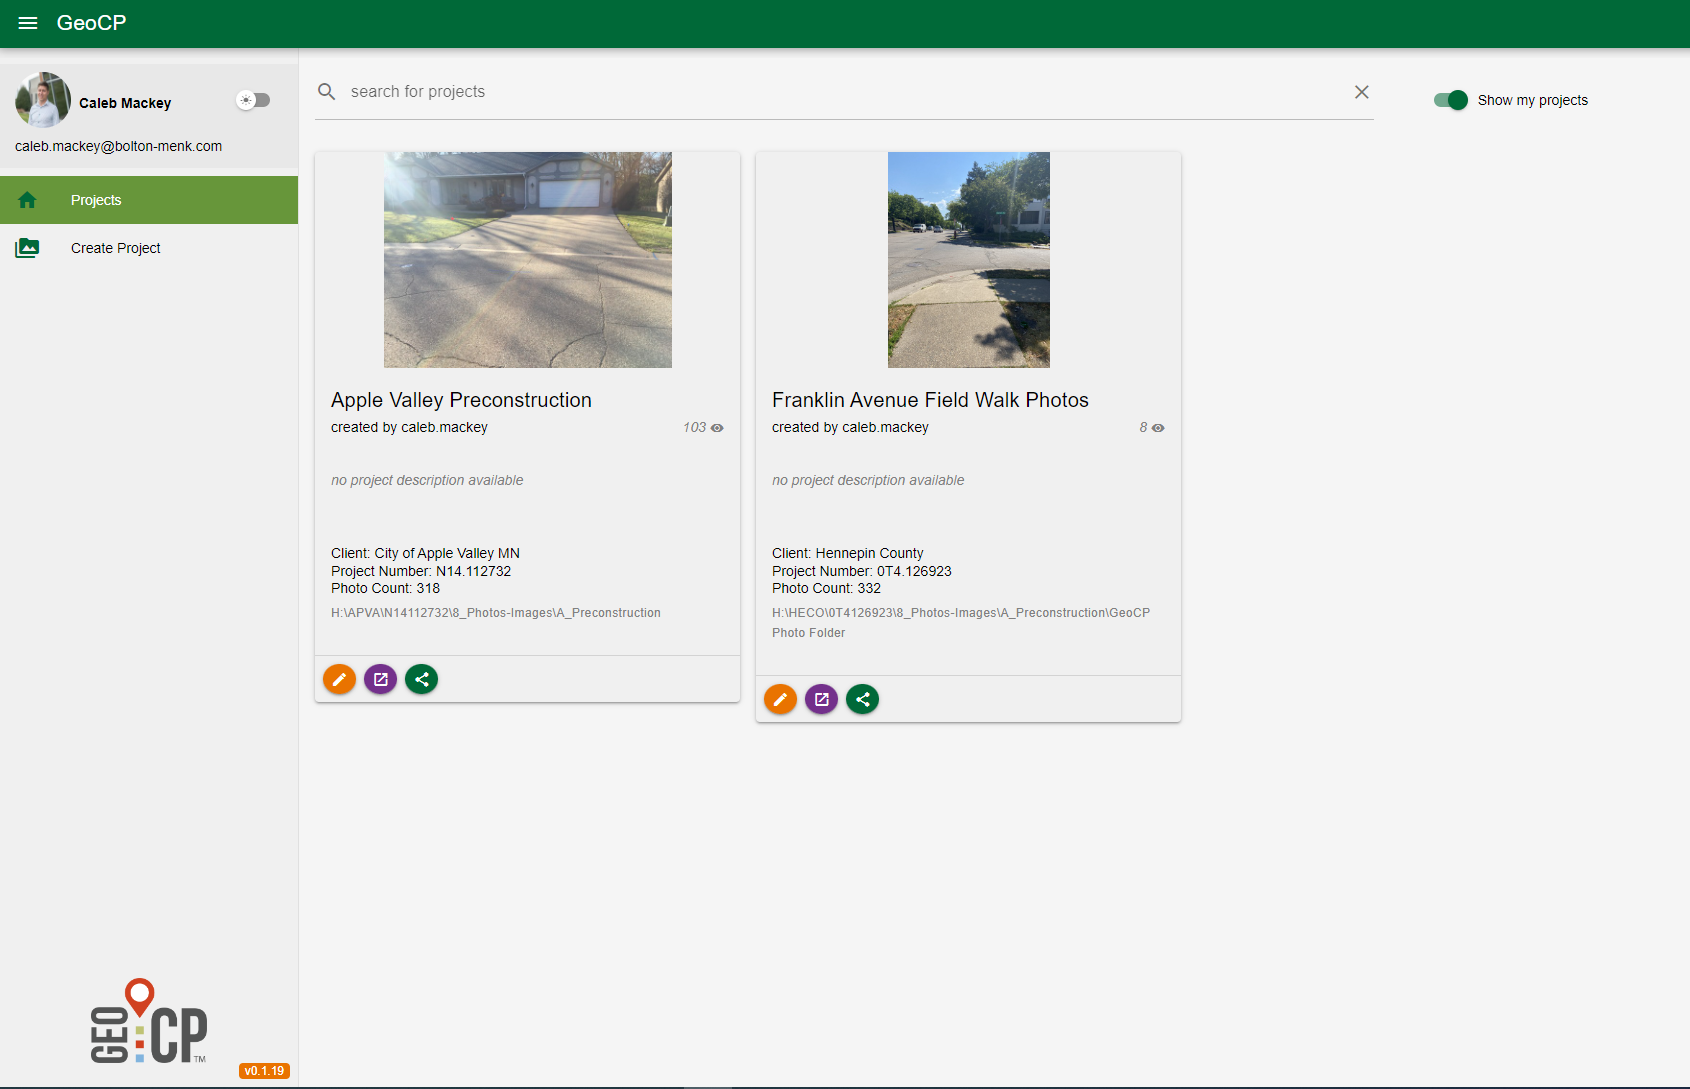 GeoCP
Caleb Mackey
caleb.mackey@bolton-menk.com
Projects
Create Project
search for projects
Show my projects
Apple Valley Preconstruction
created by caleb.mackey
103
no project description available
Client: City of Apple Valley MN
Project Number: N14.112732
Photo Count: 318
H:\APVA\N14112732\8_Photos-Images\A_Preconstruction
Franklin Avenue Field Walk Photos
created by caleb.mackey
8
no project description available
Client: Hennepin County
Project Number: 0T4.126923
Photo Count: 332
H:\HECO\0T4126923\8_Photos-Images\A_Preconstruction\GeoCP
Photo Folder
GEO CP TM
v0.1.19